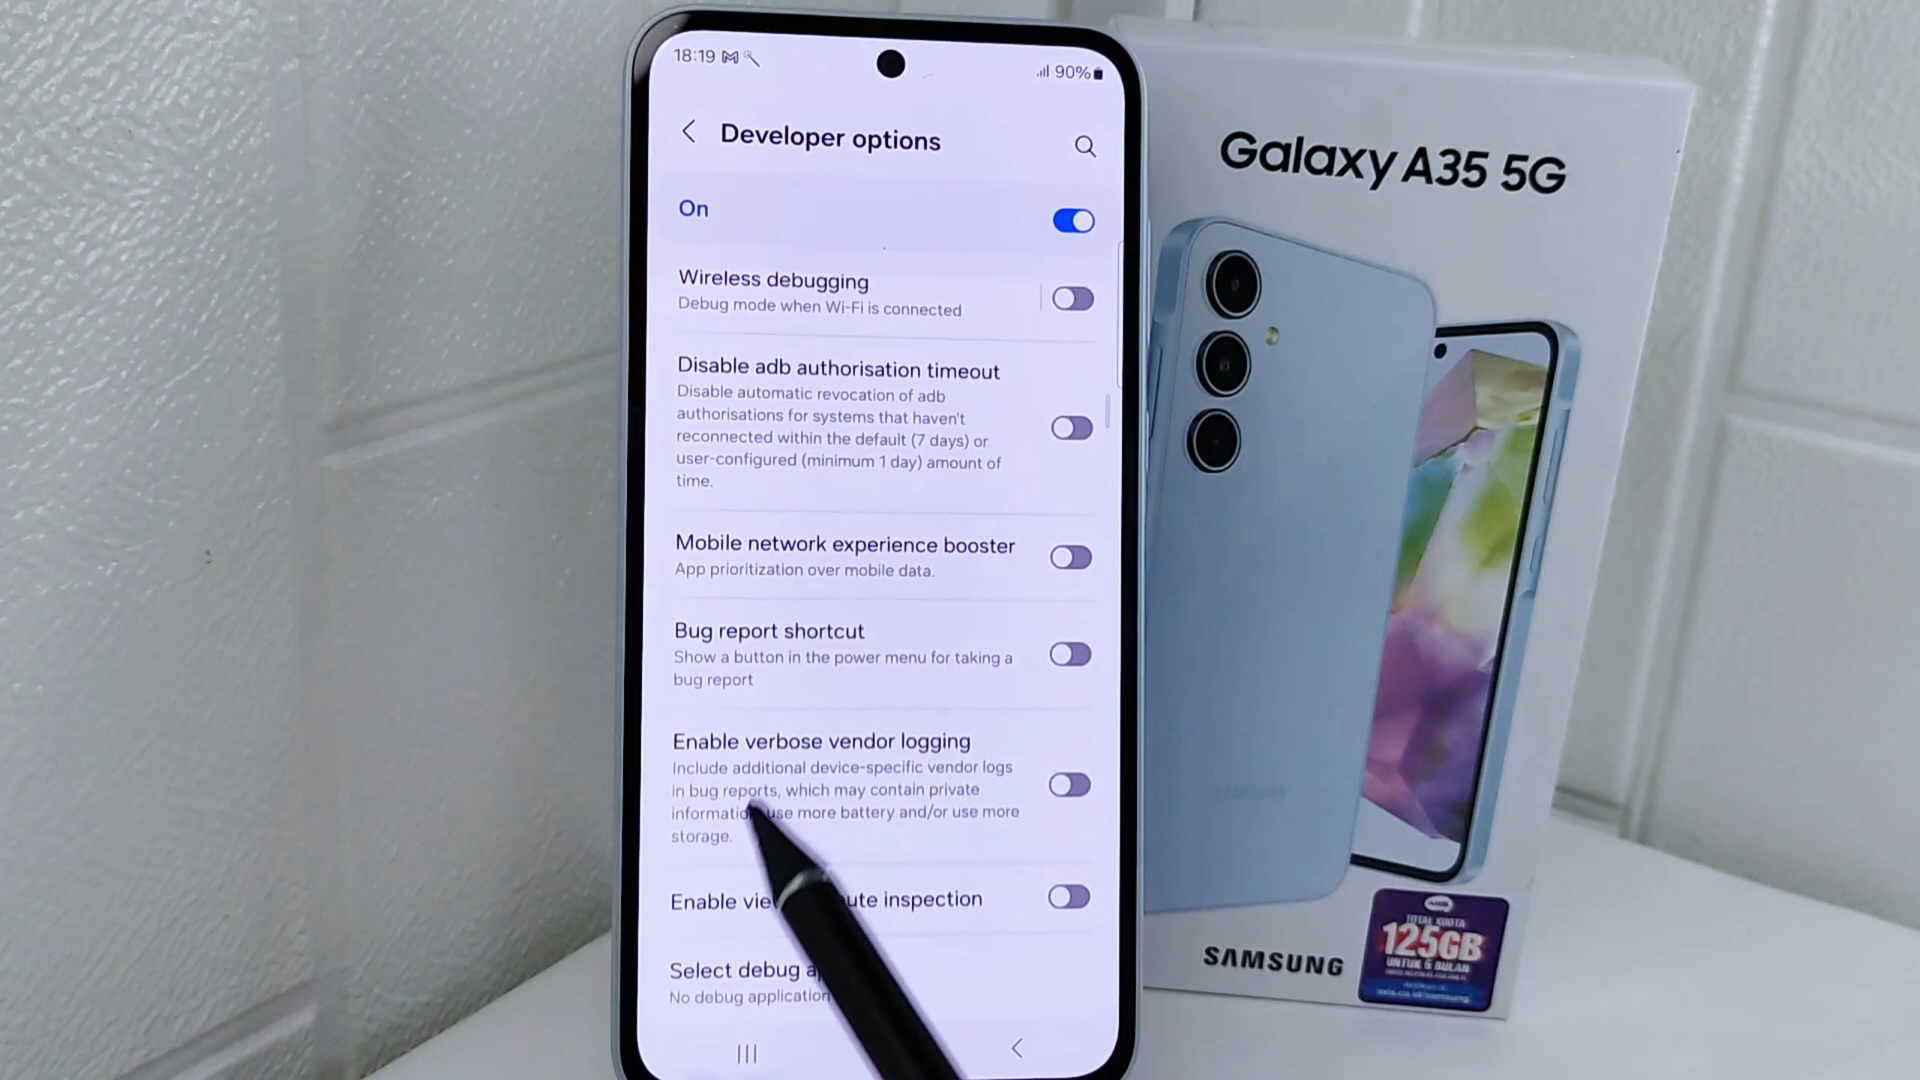 18:19
90%
Developer options
On
Wireless debugging
Debug mode when Wi-Fi is connected
Disable adb authorisation timeout
Disable automatic revocation of adb
authorisations for systems that haven't
reconnected within the default (7 days) or
user-configured (minimum 1 day) amount of
time.
Mobile network experience booster
App prioritization over mobile data.
Bug report shortcut
Show a button in the power menu for taking a
bug report
Enable verbose vendor logging
Include additional device-specific vendor logs
in bug reports, which may contain private
use more battery and/or use more
storage.
Enable inspection
Select debug
No debug application
Galaxy A35 5G
SAMSUNG
TOTAL KUOTA
125GB
UNTUK 6 BULAN